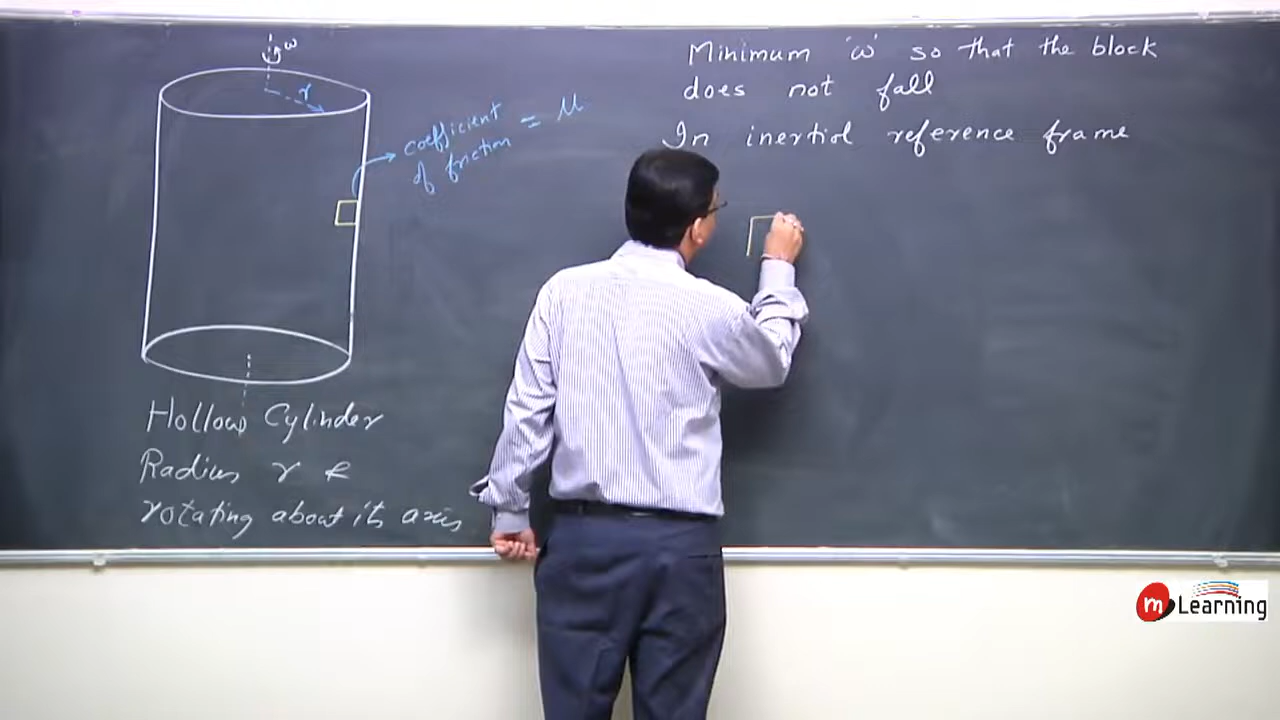 ω
r
coefficient
of friction = μ
Hollow Cylinder
Radius r &
rotating about its axis
Minimum 'ω' so that the block
does not fall
In inertial reference frame
m Learning